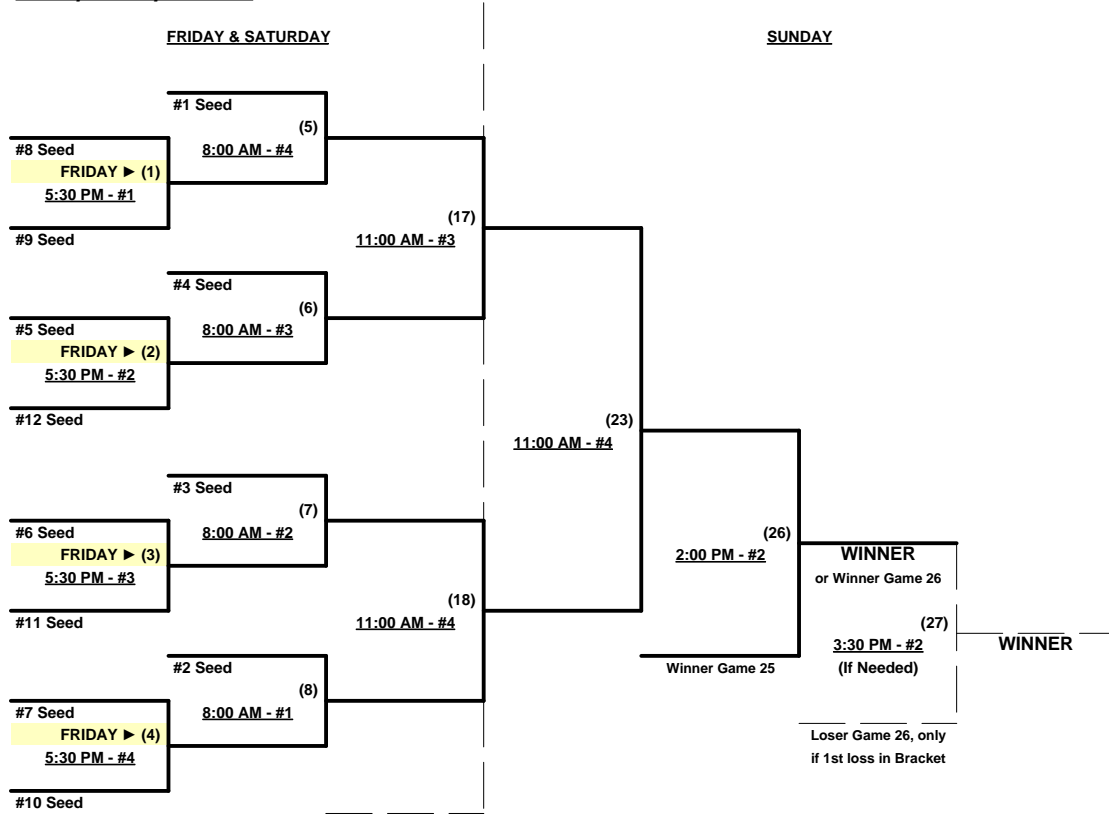 FRIDAY & SATURDAY
SUNDAY
#1 Seed
(5)
8:00 AM - #4
#8 Seed
FRIDAY ► (1)
5:30 PM - #1
#9 Seed
(17)
11:00 AM - #3
#4 Seed
(6)
8:00 AM - #3
#5 Seed
FRIDAY ► (2)
5:30 PM - #2
#12 Seed
(23)
11:00 AM - #4
#3 Seed
(7)
8:00 AM - #2
#6 Seed
FRIDAY ► (3)
5:30 PM - #3
#11 Seed
(18)
11:00 AM - #4
#2 Seed
(8)
8:00 AM - #1
#7 Seed
FRIDAY ► (4)
5:30 PM - #4
#10 Seed
(26)
2:00 PM - #2
Winner Game 25
WINNER
or Winner Game 26
(27)
3:30 PM - #2
(If Needed)
WINNER
Loser Game 26, only
if 1st loss in Bracket